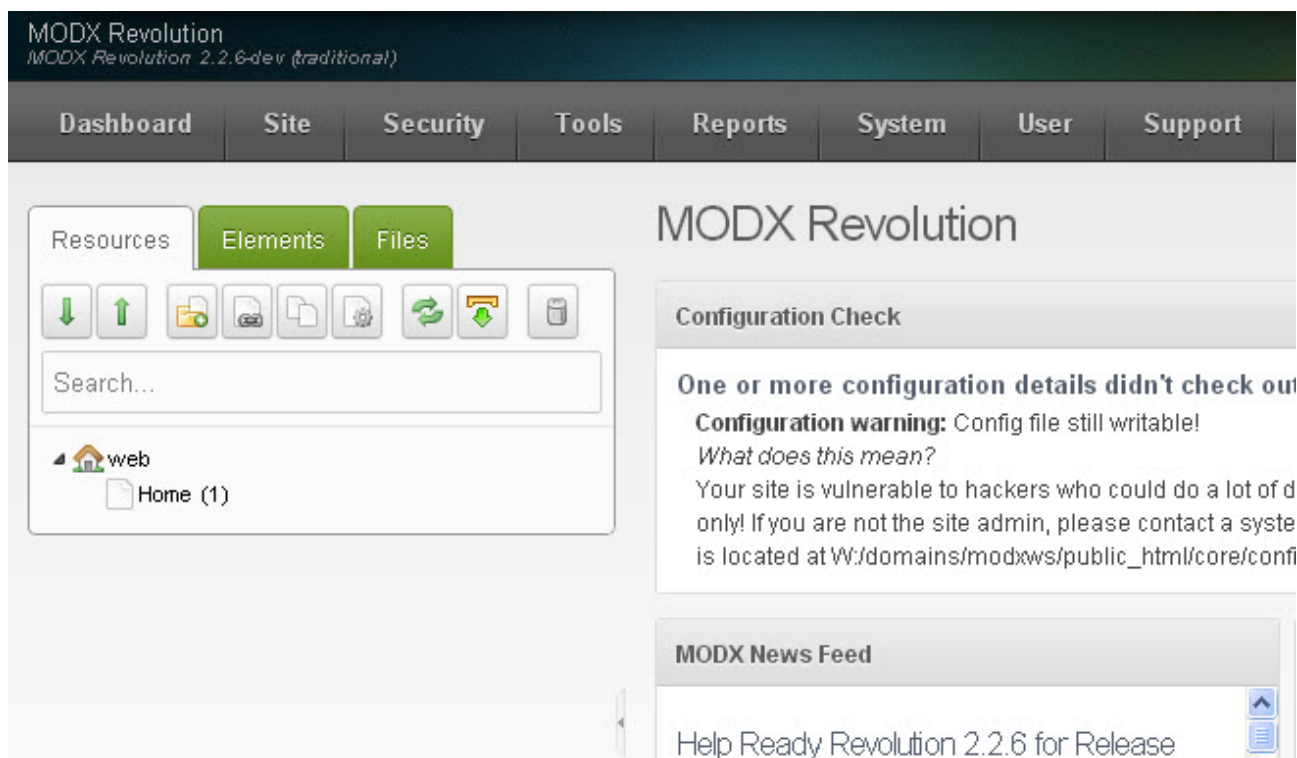 MODX Revolution
MODX Revolution 2.2.6-dev (traditional)
Dashboard Site Security Tools Reports System User Support
Resources Elements Files
Search...
web
Home (1)
MODX Revolution
Configuration Check
One or more configuration details didn't check out
Configuration warning: Config file still writable!
What does this mean?
Your site is vulnerable to hackers who could do a lot of d
only! If you are not the site admin, please contact a syste
is located at W:/domains/modxws/public_html/core/confi
MODX News Feed
Help Ready Revolution 2.2.6 for Release